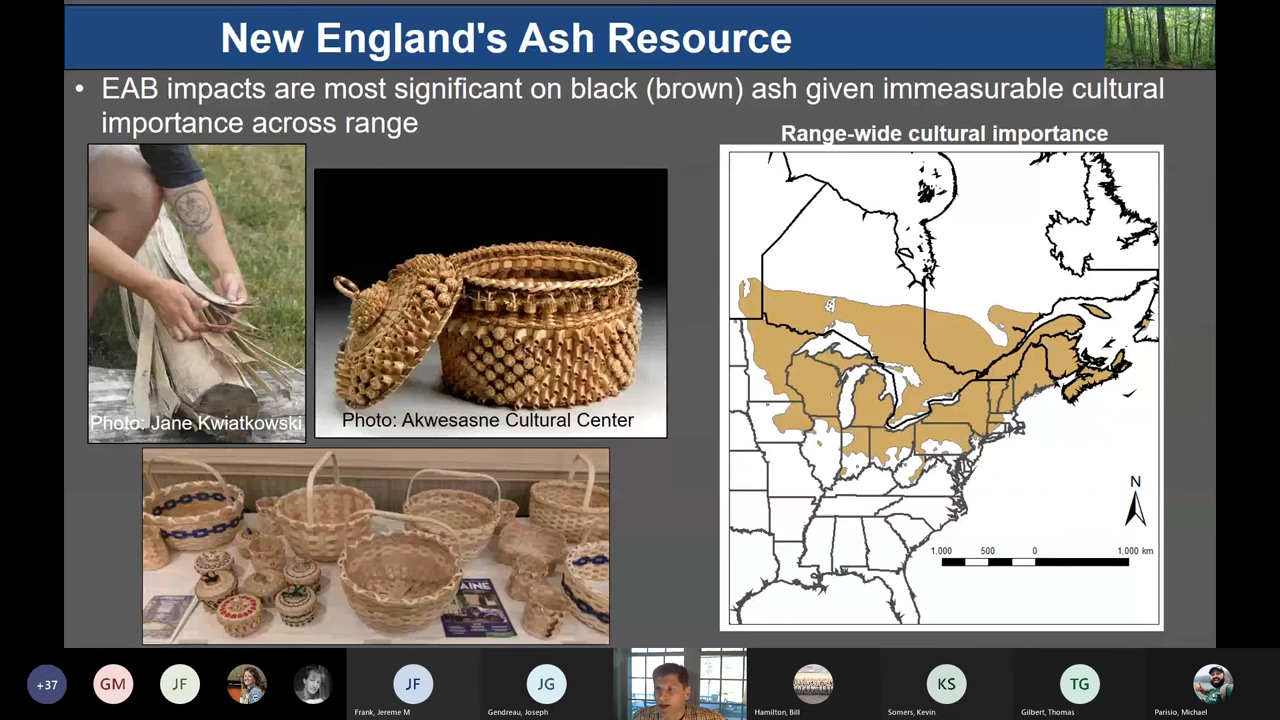 New England's Ash Resource
• EAB impacts are most significant on black (brown) ash given immeasurable cultural
importance across range
Range-wide cultural importance
Photo: Jane Kwiatkowski
Photo: Akwesasne Cultural Center
N
1,000 500 0 1,000 km
AINE
+37
GM
JF
JF
JG
KS
TG
Frank, Jereme M
Gendreau, Joseph
Hamilton, Bill
Somers, Kevin
Gilbert, Thomas
Parisio, Michael